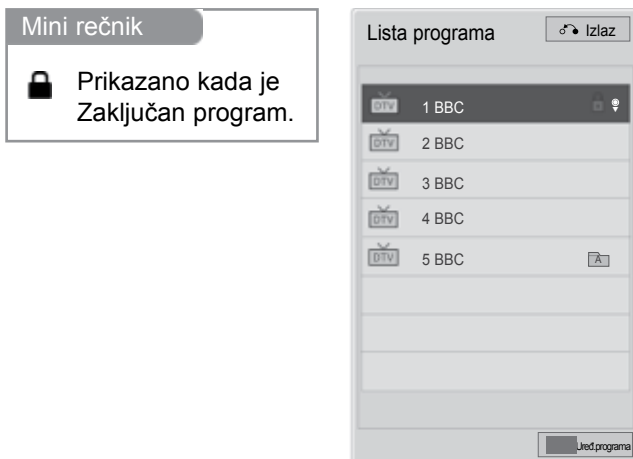 Mini rečnik
Prikazano kada je
Zaključan program.
Lista programa
Izlaz
DTV 1 BBC
DTV 2 BBC
DTV 3 BBC
DTV 4 BBC
DTV 5 BBC A
Uređ.programa